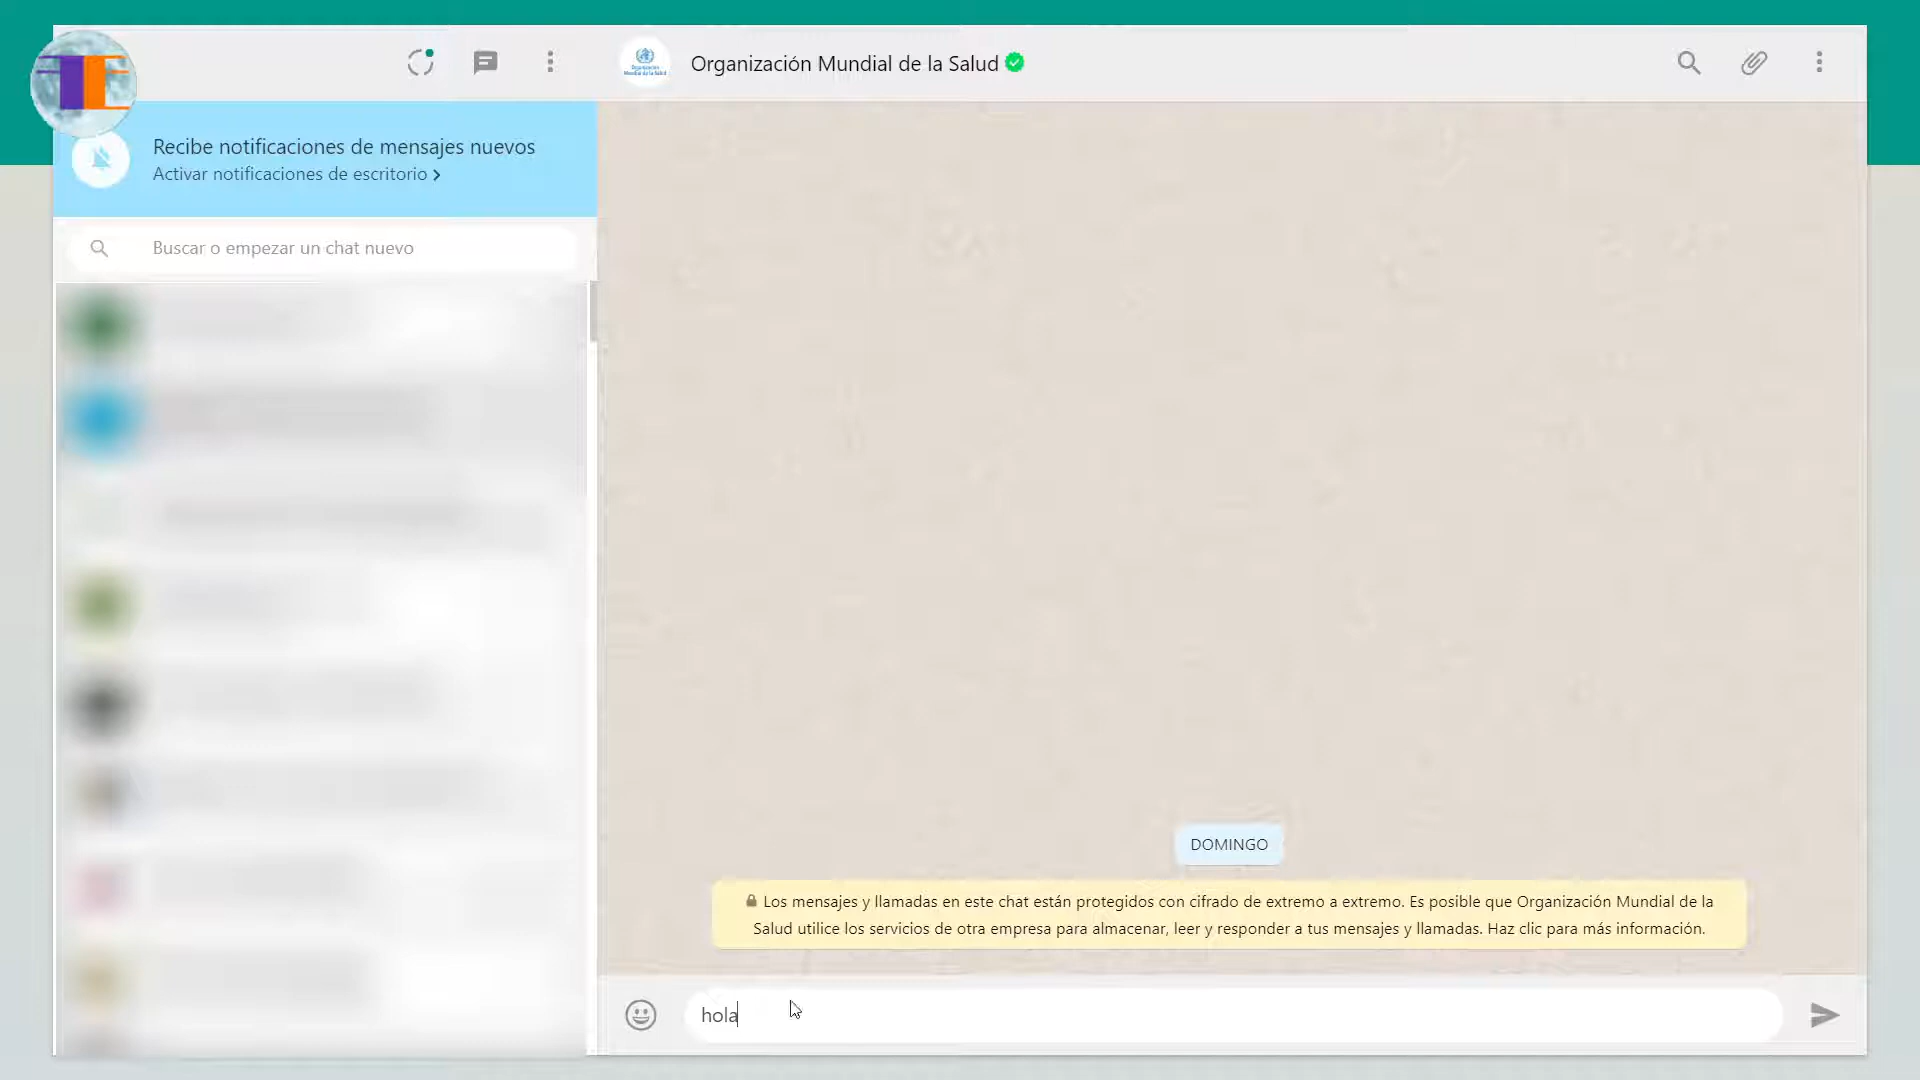 Organización Mundial de la Salud
Recibe notificaciones de mensajes nuevos
Activar notificaciones de escritorio
Buscar o empezar un chat nuevo
DOMINGO
Los mensajes y llamadas en este chat están protegidos con cifrado de extremo a extremo. Es posible que Organización Mundial de la
Salud utilice los servicios de otra empresa para almacenar, leer y responder a tus mensajes y llamadas. Haz clic para más información.
hola